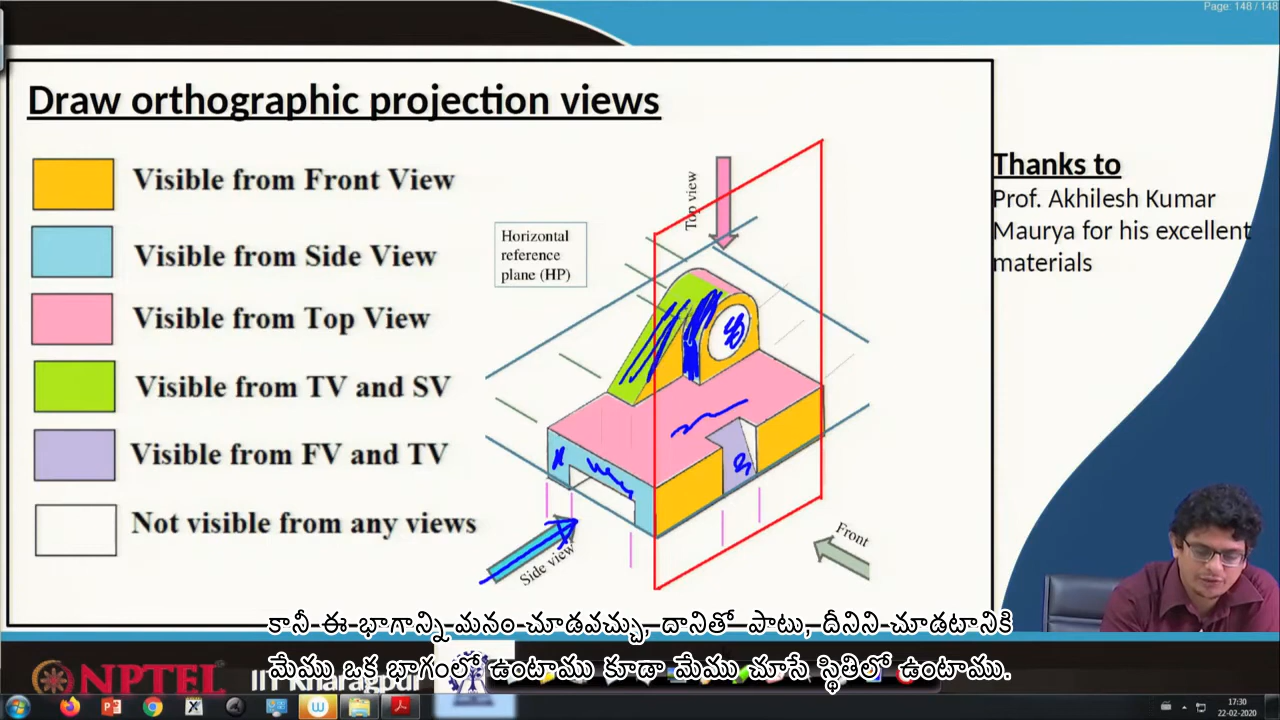 Page: 148 / 148
Draw orthographic projection views
Visible from Front View
Visible from Side View
Visible from Top View
Visible from TV and SV
Visible from FV and TV
Not visible from any views
Horizontal
reference
plane (HP)
Top view
Side view
Front
Thanks to
Prof. Akhilesh Kumar
Maurya for his excellent
materials
కానీ ఈ భాగాన్ని మనం చూడవచ్చు, దానితో పాటు, దీనిని చూడటానికి
మేము ఒక భాగంలో ఉంటాము కూడా మేము చూసే స్థితిలో ఉంటాము.
NPTEL
IIT Kharagpur
17:30
22-02-2020